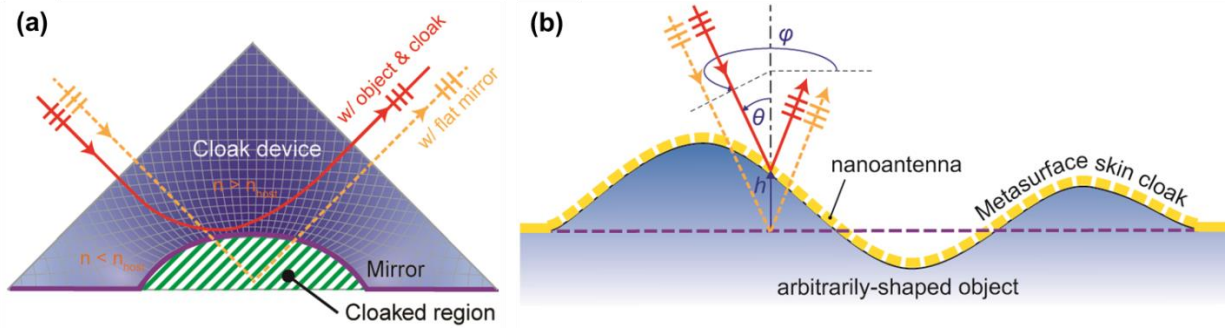 (a)
w/ object & cloak
w/ flat mirror
Cloak device
n > n_host
n < n_host
Mirror
Cloaked region
(b)
φ
θ
h
nanoantenna
Metasurface skin cloak
arbitrarily-shaped object